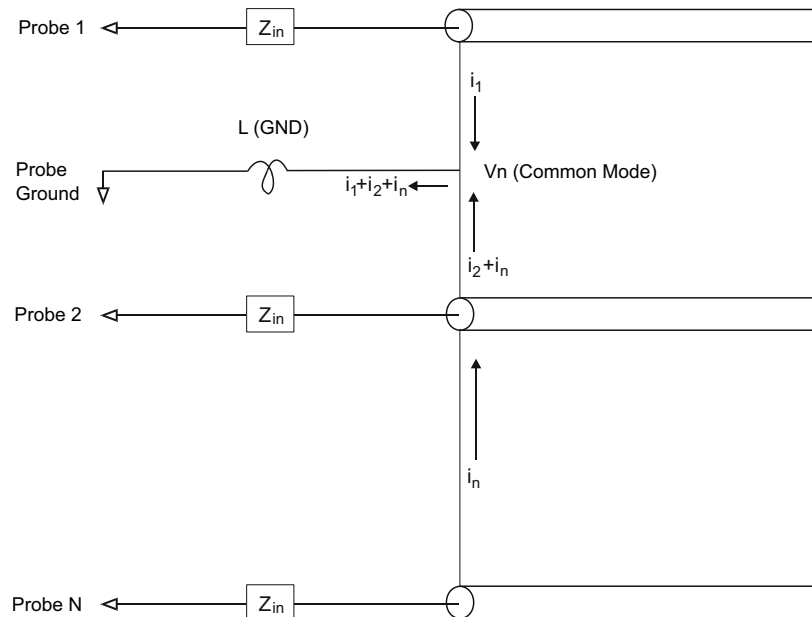 Probe 1
Zin
i1
L (GND)
Probe
Ground
i1+i2+in
Vn (Common Mode)
i2+in
Probe 2
Zin
in
Probe N
Zin